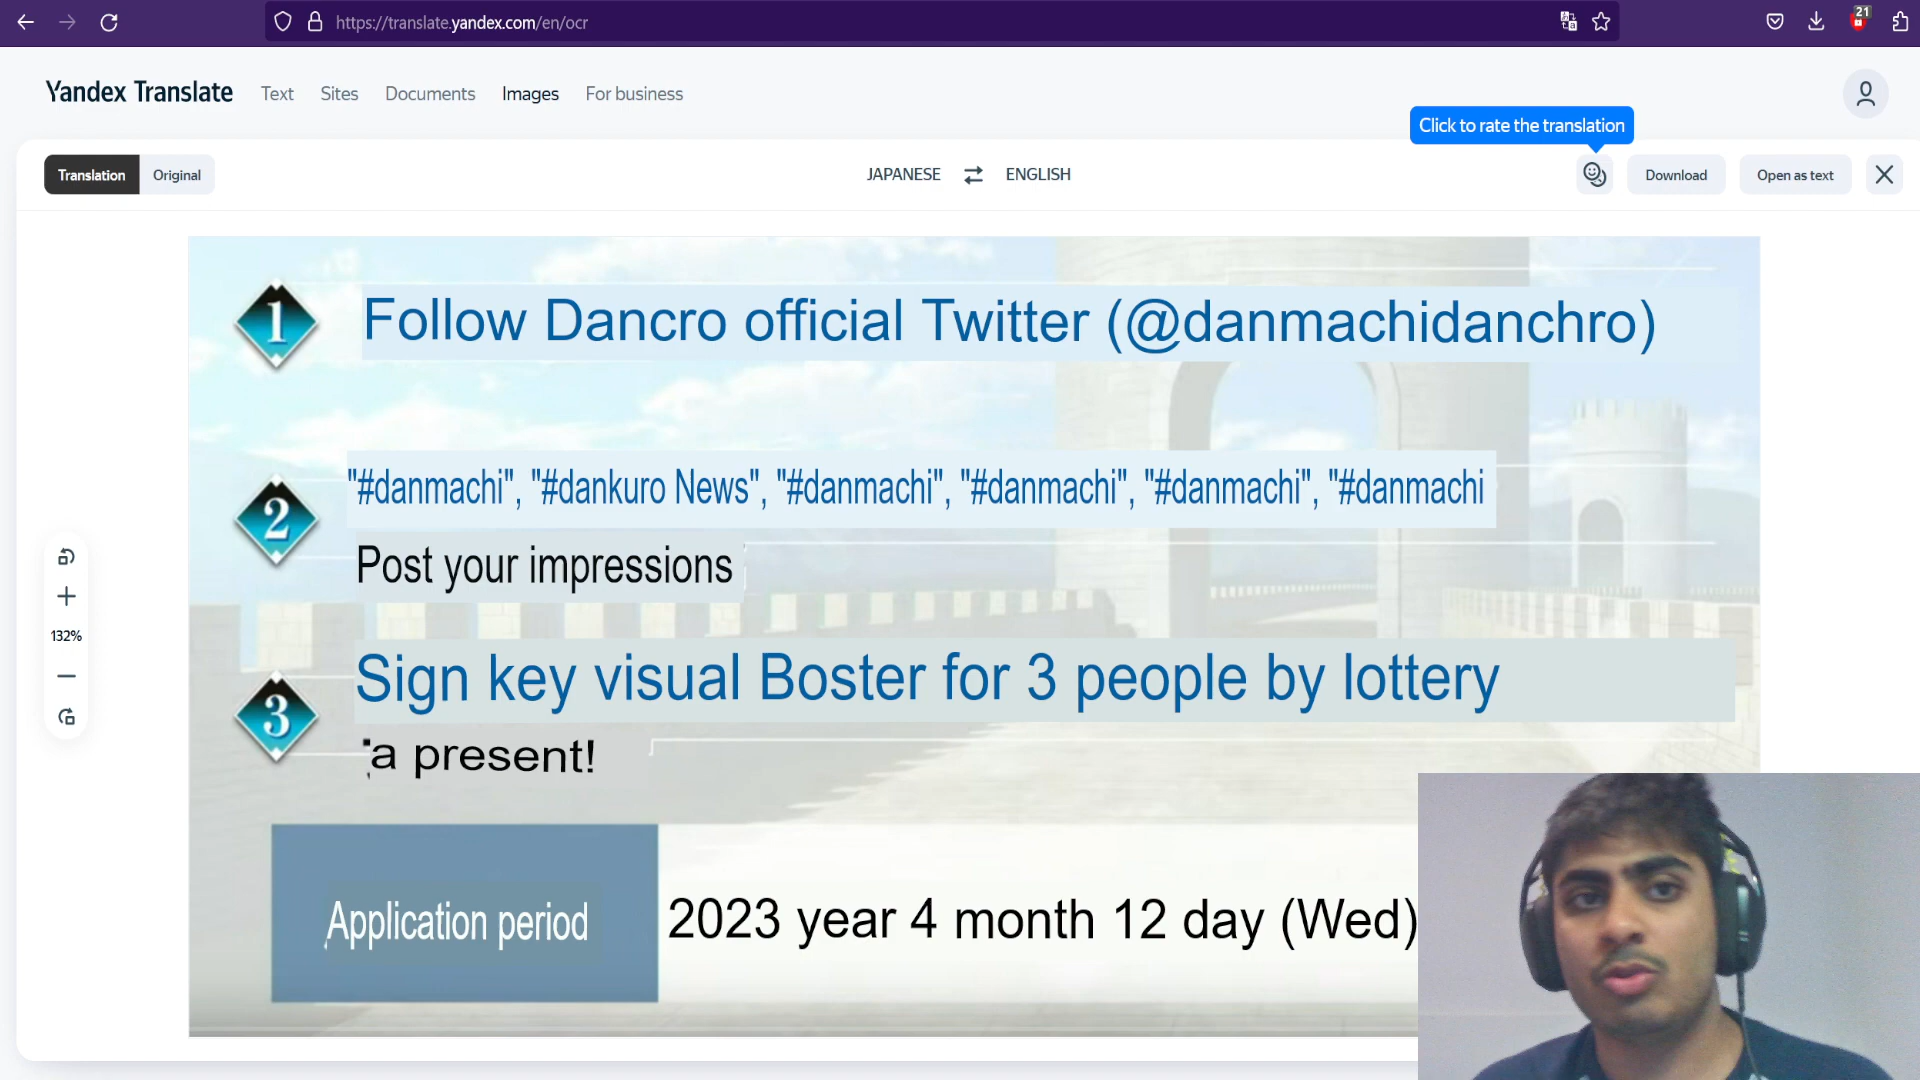 https://translate.yandex.com/en/ocr
21
Yandex Translate
Text
Sites
Documents
Images
For business
Click to rate the translation
Translation
Original
JAPANESE
ENGLISH
Download
Open as text
1
Follow Dancro official Twitter (@danmachidanchro)
2
"#danmachi", "#dankuro News", "#danmachi", "#danmachi", "#danmachi", "#danmachi
Post your impressions
132%
3
Sign key visual Boster for 3 people by lottery
a present!
Application period
2023 year 4 month 12 day (Wed)